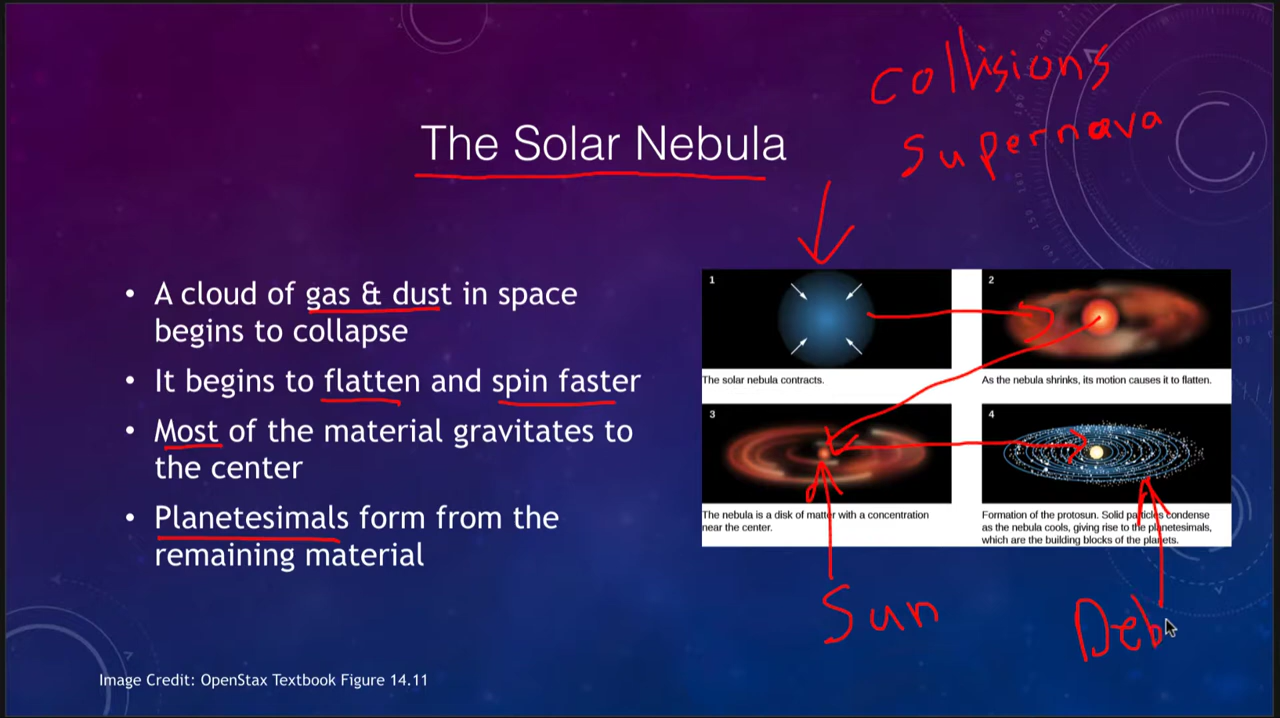 collisions
supernova
The Solar Nebula
• A cloud of gas & dust in space
begins to collapse
• It begins to flatten and spin faster
• Most of the material gravitates to
the center
• Planetesimals form from the
remaining material
1
2
The solar nebula contracts.
As the nebula shrinks, its motion causes it to flatten.
3
4
The nebula is a disk of matter with a concentration
near the center.
Formation of the protosun. Solid particles condense
as the nebula cools, giving rise to the planetesimals,
which are the building blocks of the planets.
Sun
Deb
Image Credit: OpenStax Textbook Figure 14.11